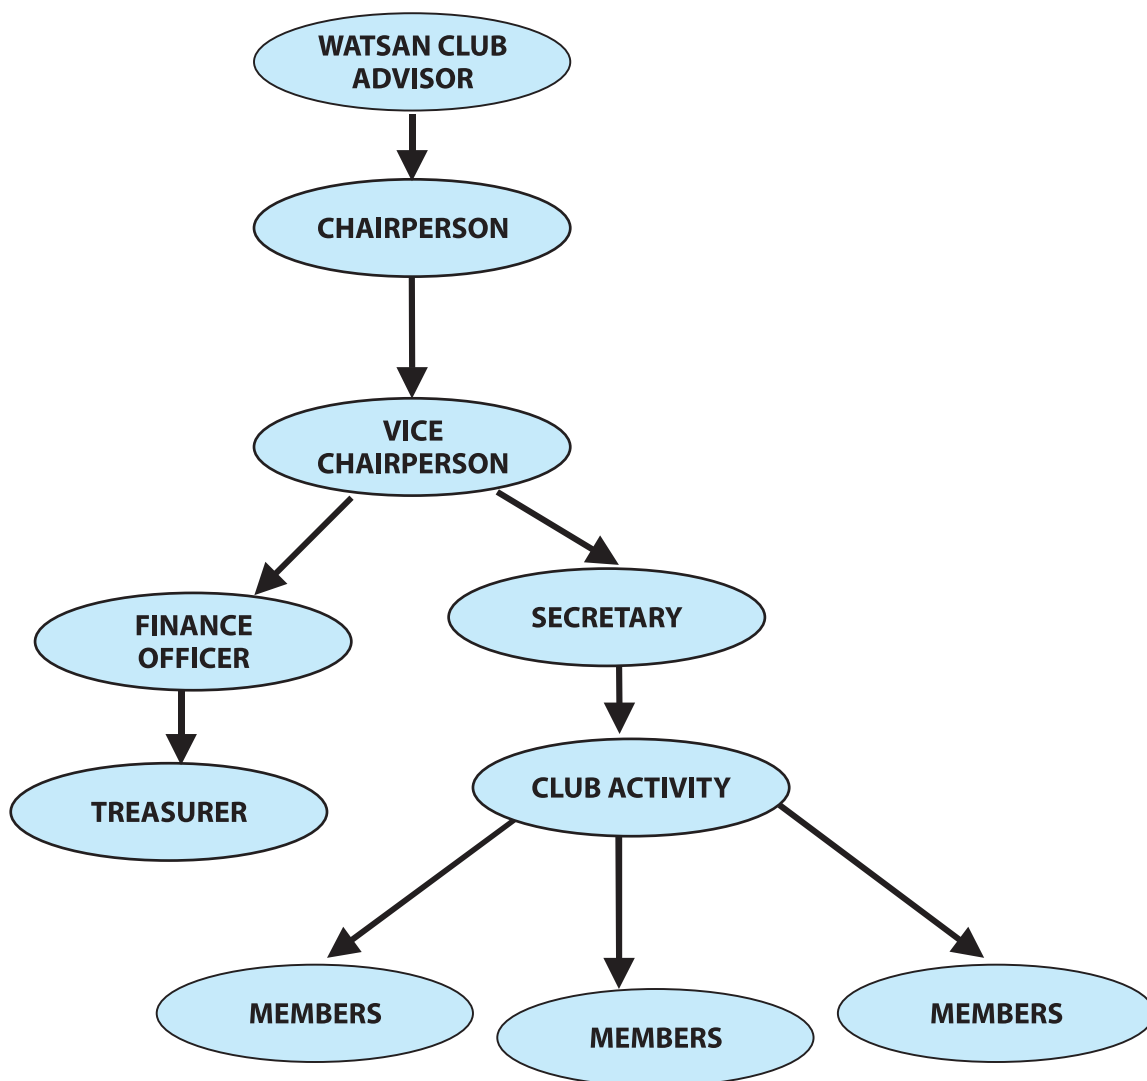 WATSAN CLUB
ADVISOR
CHAIRPERSON
VICE
CHAIRPERSON
FINANCE
OFFICER
SECRETARY
TREASURER
CLUB ACTIVITY
MEMBERS
MEMBERS
MEMBERS